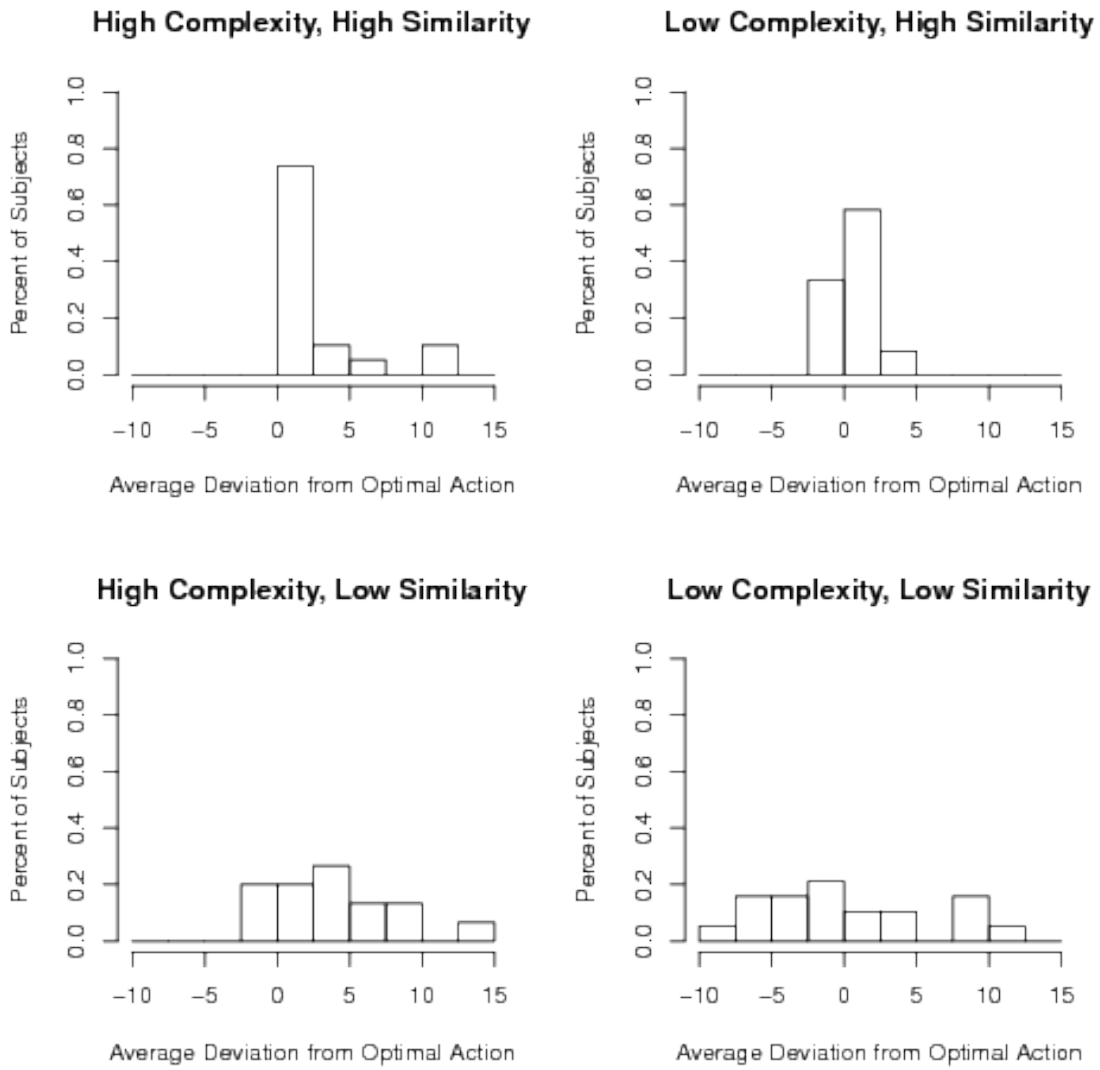 High Complexity, High Similarity
Percent of Subjects
1.0
0.8
0.6
0.4
0.2
0.0
−10 −5 0 5 10 15
Average Deviation from Optimal Action
Low Complexity, High Similarity
Percent of Subjects
1.0
0.8
0.6
0.4
0.2
0.0
−10 −5 0 5 10 15
Average Deviation from Optimal Action
High Complexity, Low Similarity
Percent of Subjects
1.0
0.8
0.6
0.4
0.2
0.0
−10 −5 0 5 10 15
Average Deviation from Optimal Action
Low Complexity, Low Similarity
Percent of Subjects
1.0
0.8
0.6
0.4
0.2
0.0
−10 −5 0 5 10 15
Average Deviation from Optimal Action